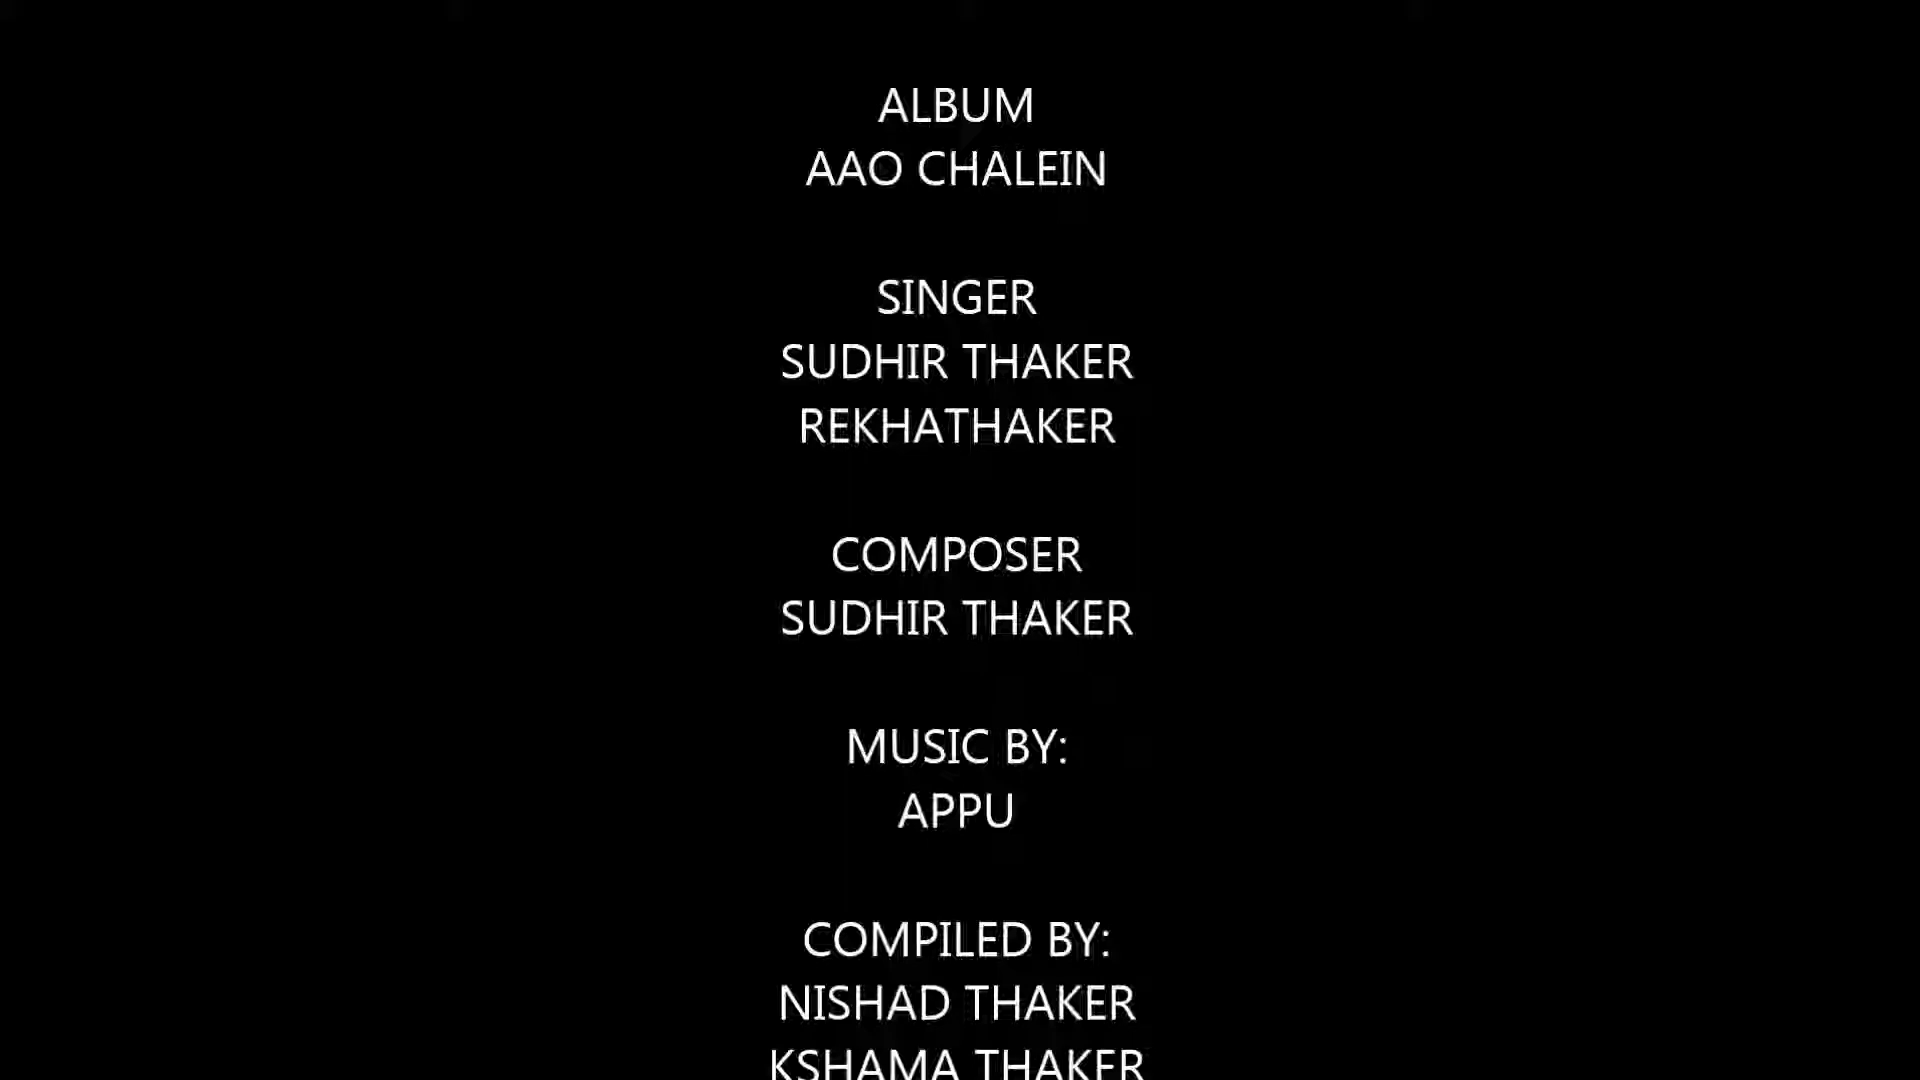 ALBUM
AAO CHALEIN
SINGER
SUDHIR THAKER
REKHATHAKER
COMPOSER
SUDHIR THAKER
MUSIC BY:
APPU
COMPILED BY:
NISHAD THAKER
KSHAMA THAKER